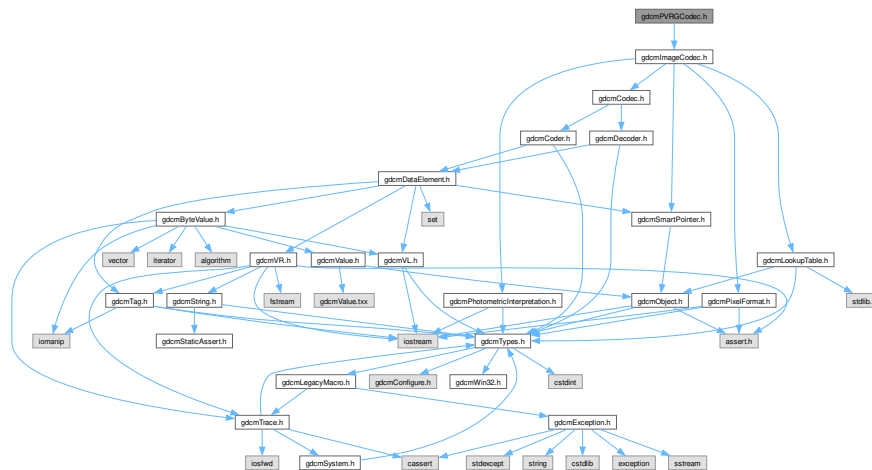 gdcmPVRGCodec.h
gdcmImageCodec.h
gdcmCodec.h
gdcmCoder.h
gdcmDecoder.h
gdcmDataElement.h
gdcmByteValue.h
set
gdcmSmartPointer.h
vector
iterator
algorithm
gdcmVR.h
gdcmValue.h
gdcmVL.h
gdcmLookupTable.h
gdcmTag.h
gdcmString.h
fstream
gdcmValue.txx
gdcmPhotometricInterpretation.h
gdcmObject.h
gdcmPixelFormat.h
stdlib.
iomanip
gdcmStaticAssert.h
iostream
gdcmTypes.h
assert.h
gdcmLegacyMacro.h
gdcmConfigure.h
gdcmWin32.h
cstdint
gdcmTrace.h
gdcmException.h
iosfwd
gdcmSystem.h
cassert
stdexcept
string
cstdlib
exception
sstream